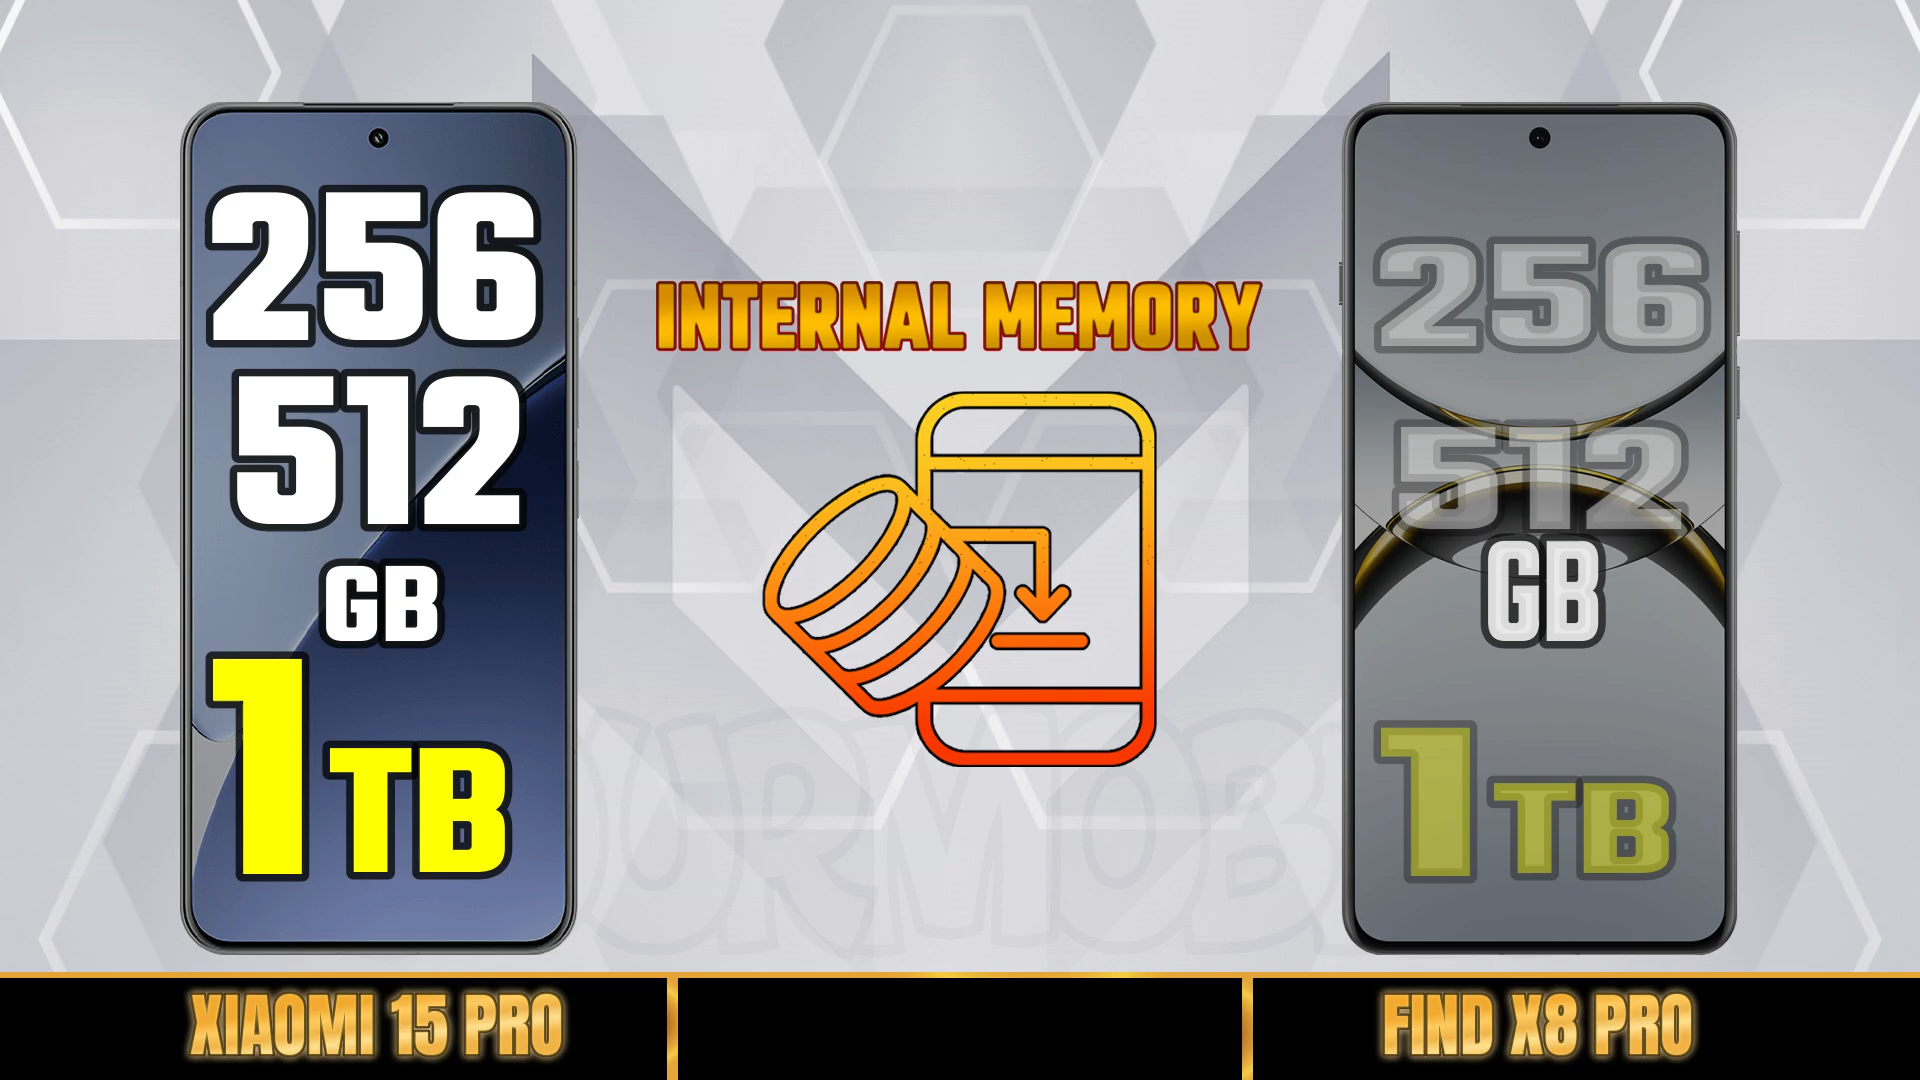 256
512
GB
1TB
INTERNAL MEMORY
256
512
GB
1TB
XIAOMI 15 PRO
FIND X8 PRO